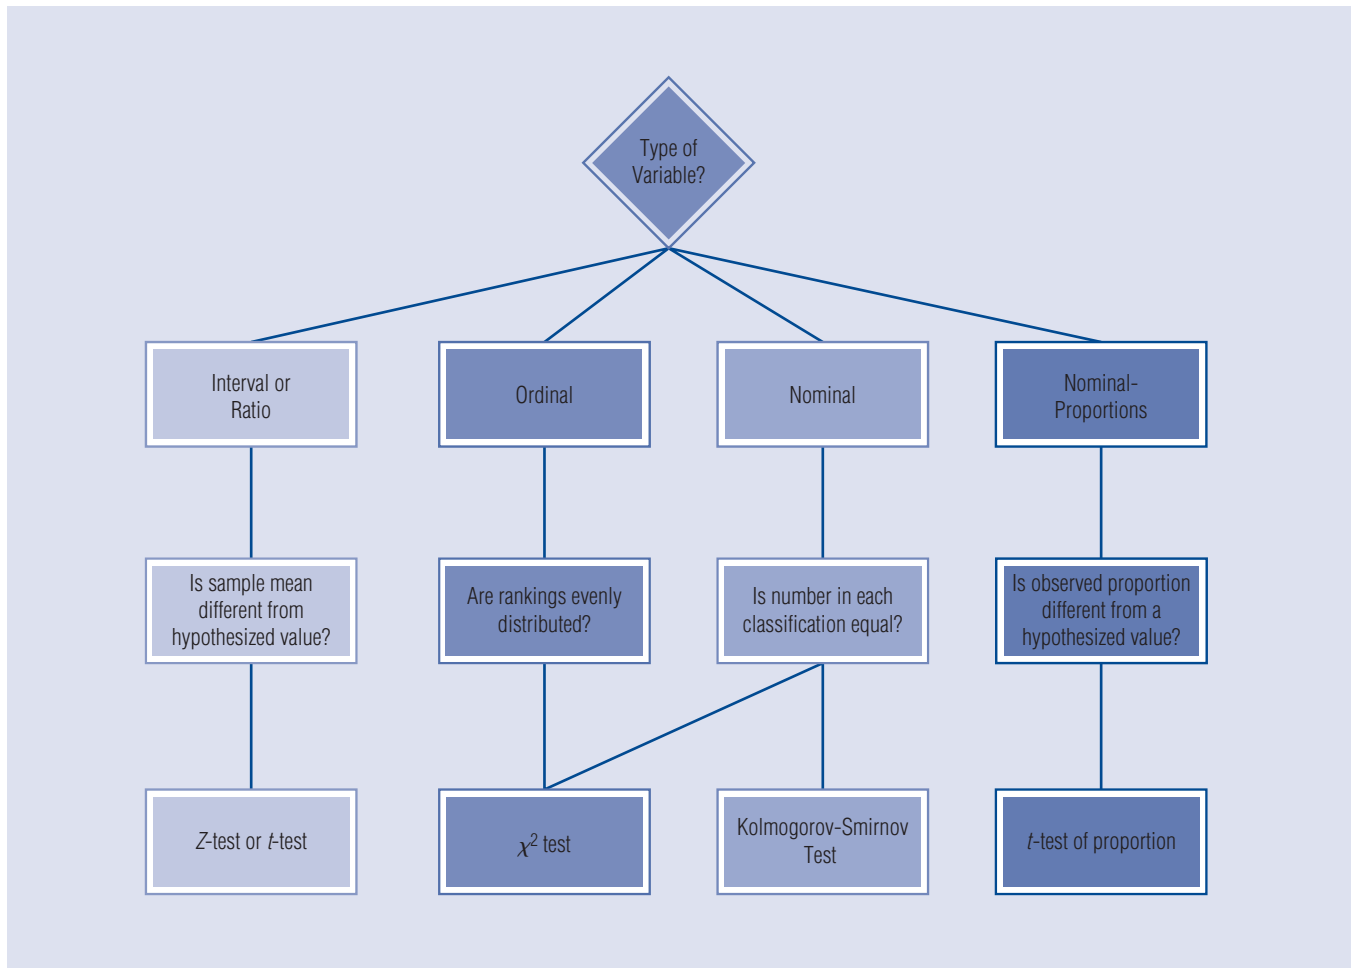 Type of
Variable?
Interval or
Ratio
Ordinal
Nominal
Nominal-
Proportions
Is sample mean
different from
hypothesized value?
Are rankings evenly
distributed?
Is number in each
classification equal?
Is observed proportion
different from a
hypothesized value?
Z-test or t-test
χ² test
Kolmogorov-Smirnov
Test
t-test of proportion